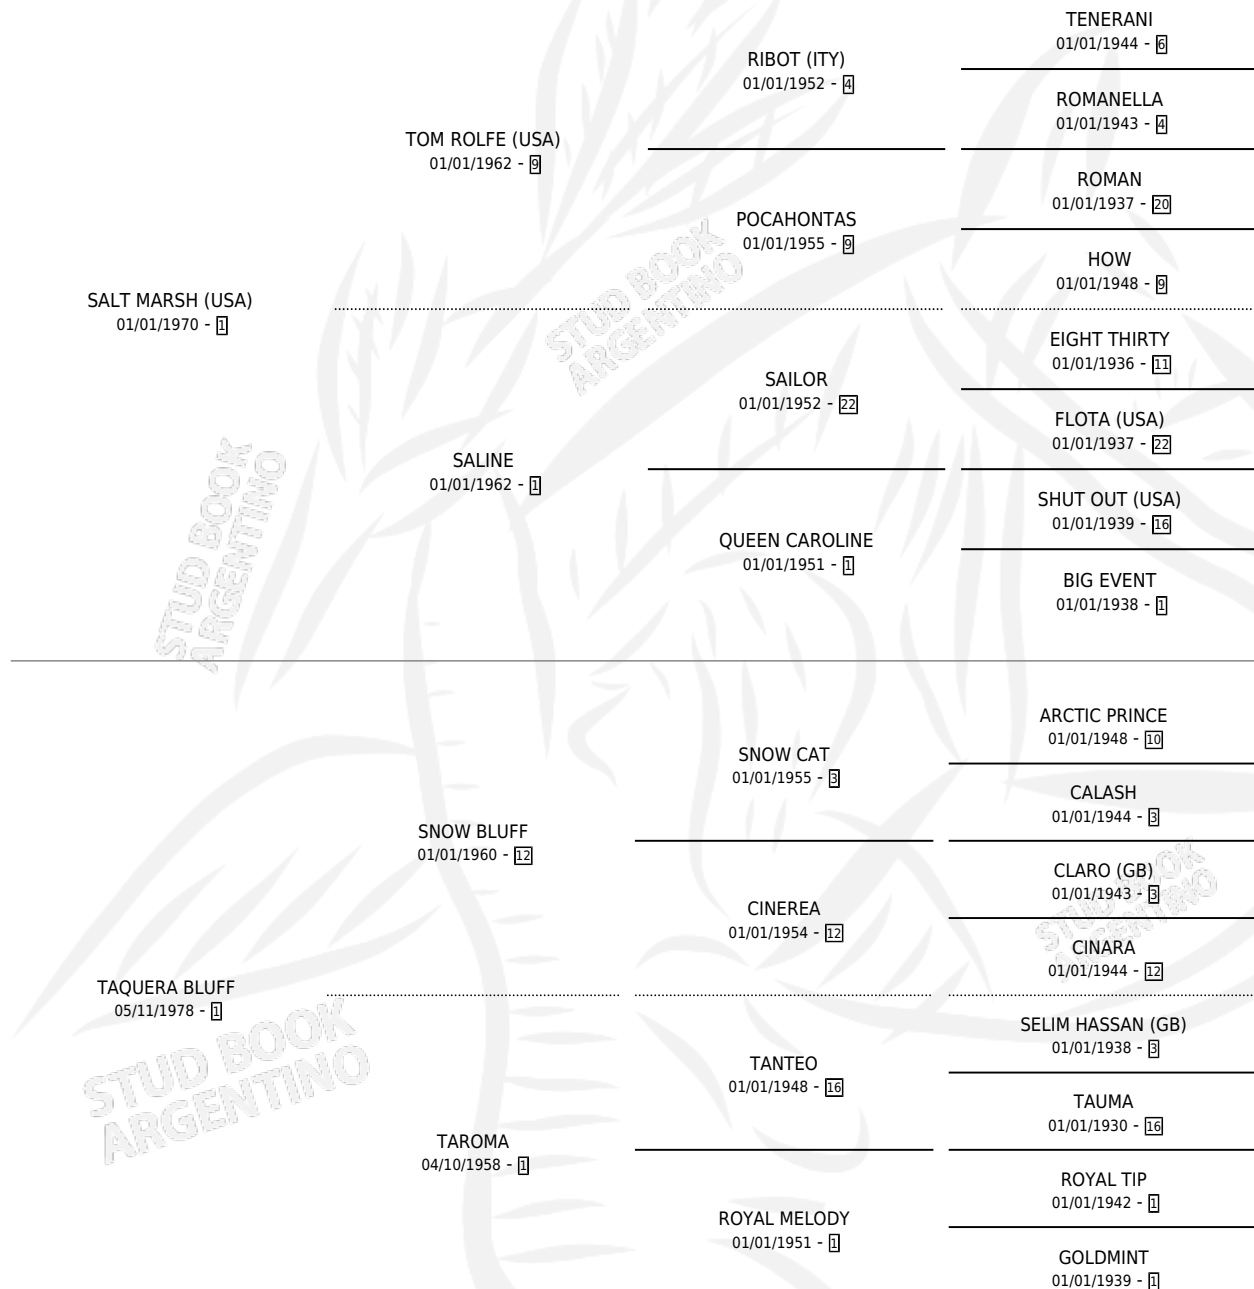 TENERANI
01/01/1944 - 6
RIBOT (ITY)
01/01/1952 - 4
ROMANELLA
01/01/1943 - 4
TOM ROLFE (USA)
01/01/1962 - 9
ROMAN
01/01/1937 - 20
POCAHONTAS
01/01/1955 - 9
HOW
01/01/1948 - 9
SALT MARSH (USA)
01/01/1970 - 1
STUD BOOK
ARGENTINO
EIGHT THIRTY
01/01/1936 - 11
SAILOR
01/01/1952 - 22
FLOTA (USA)
01/01/1937 - 22
SALINE
01/01/1962 - 1
SHUT OUT (USA)
01/01/1939 - 16
QUEEN CAROLINE
01/01/1951 - 1
BIG EVENT
01/01/1938 - 1
STUD BOOK
ARGENTINO
ARCTIC PRINCE
01/01/1948 - 10
SNOW CAT
01/01/1955 - 3
CALASH
01/01/1944 - 3
SNOW BLUFF
01/01/1960 - 12
CLARO (GB)
01/01/1943 - 3
CINEREA
01/01/1954 - 12
STUD BOOK
ARGENTINO
CINARA
01/01/1944 - 12
TAQUERA BLUFF
05/11/1978 - 1
STUD BOOK
ARGENTINO
SELIM HASSAN (GB)
01/01/1938 - 3
TANTEO
01/01/1948 - 16
TAUMA
01/01/1930 - 16
TAROMA
04/10/1958 - 1
ROYAL TIP
01/01/1942 - 1
ROYAL MELODY
01/01/1951 - 1
GOLDMINT
01/01/1939 - 1